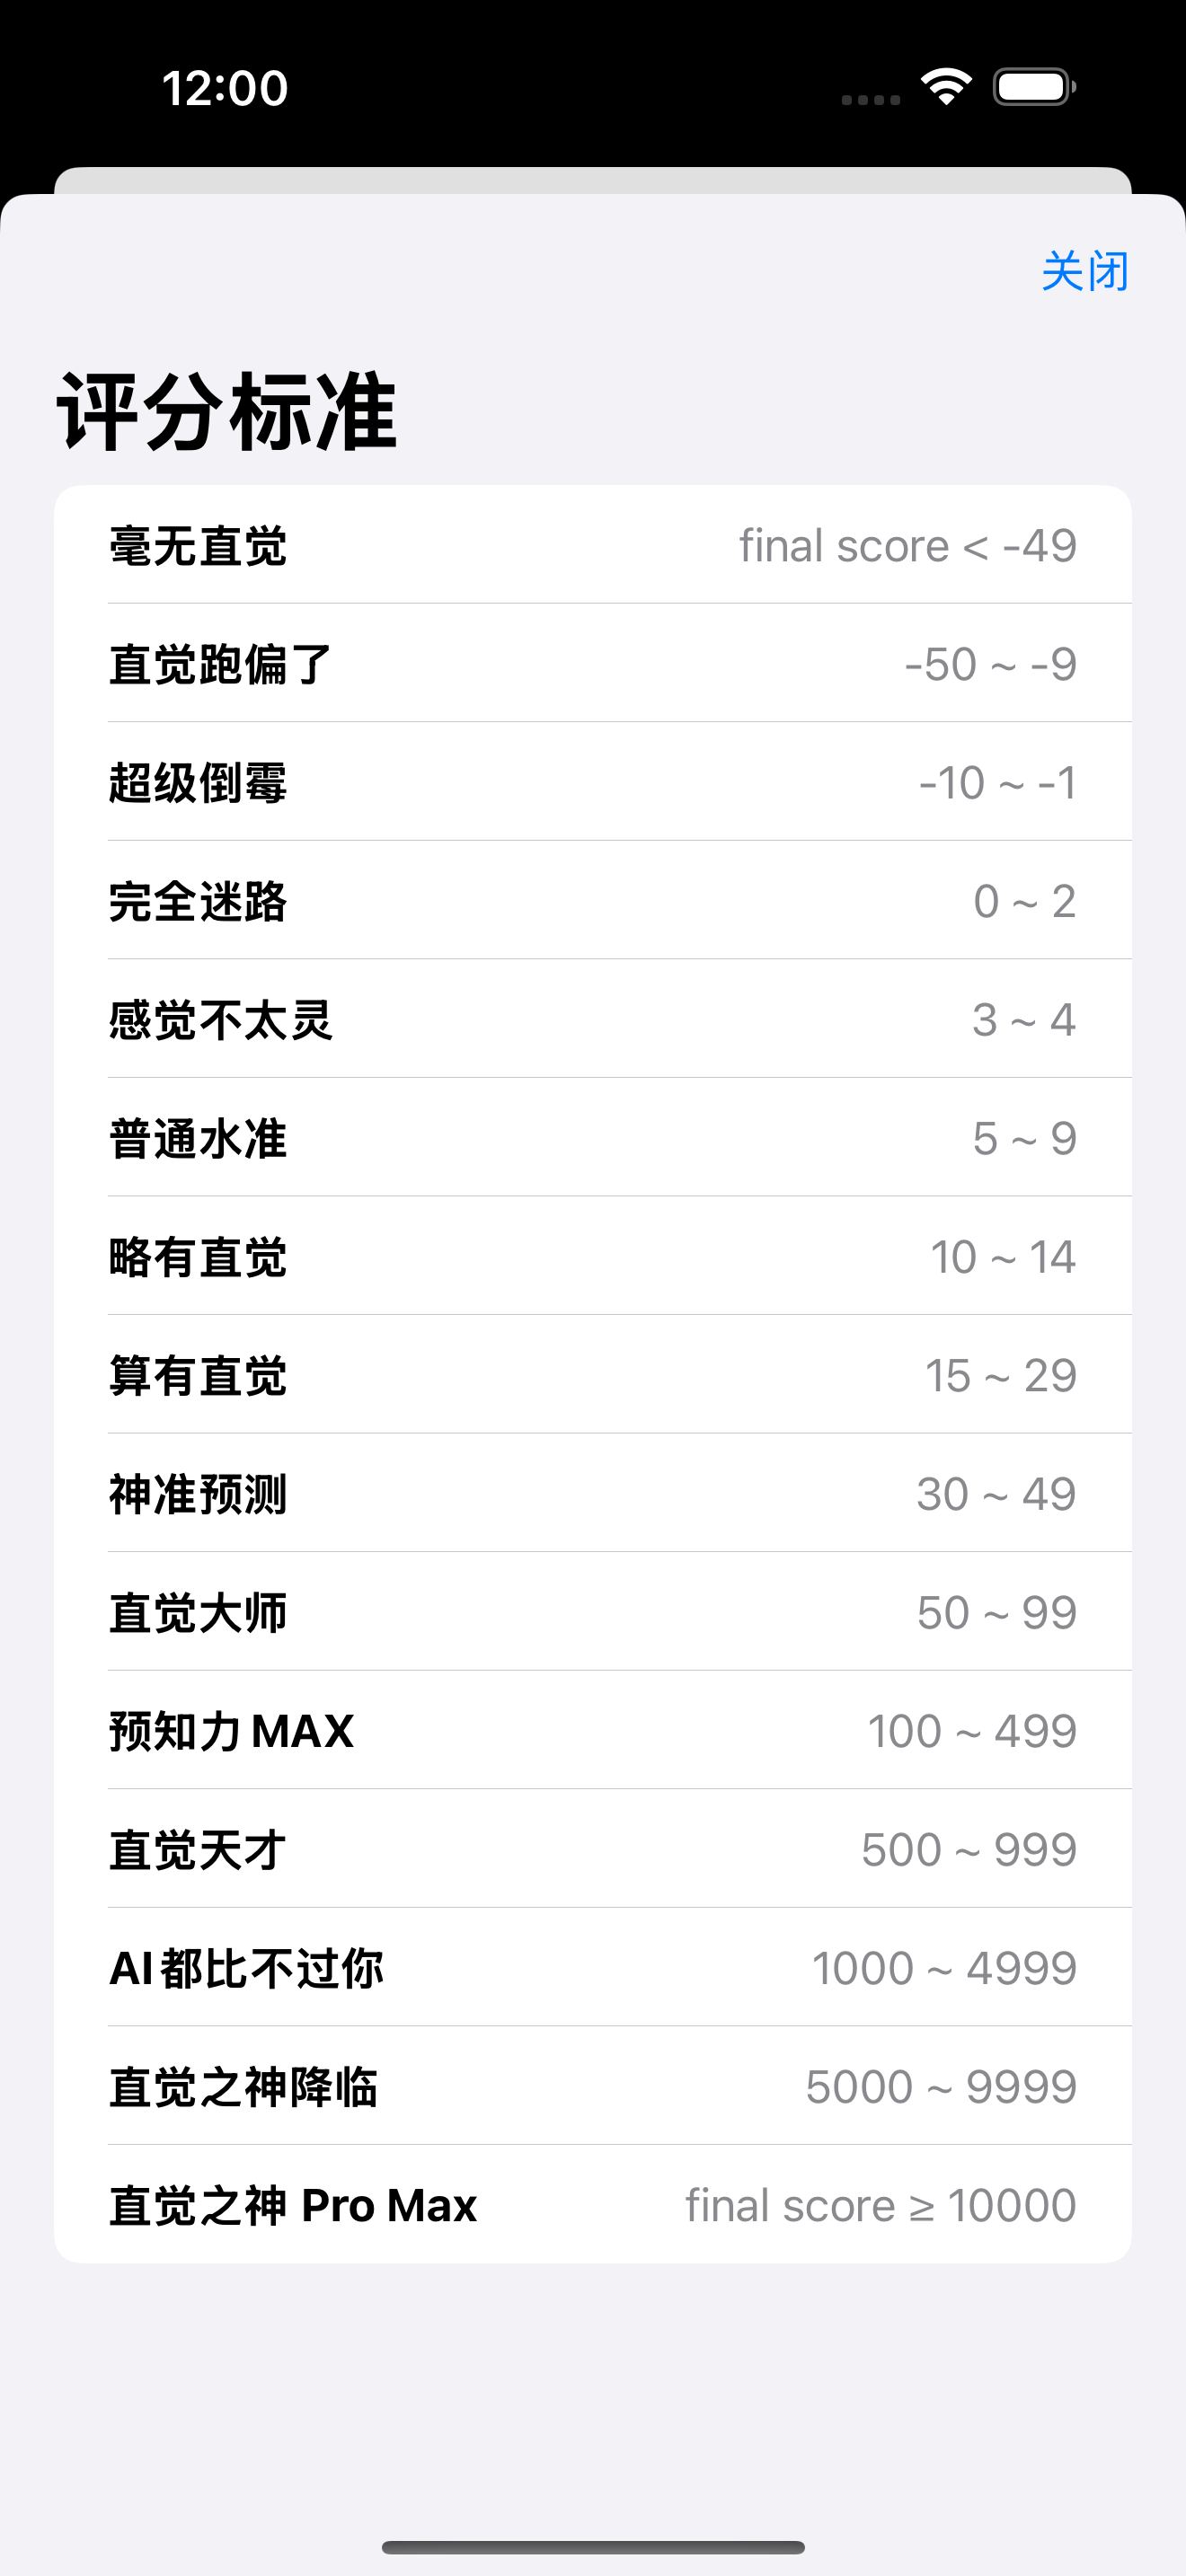 12:00
关闭
评分标准
毫无直觉 final score < -49
直觉跑偏了 -50 ~ -9
超级倒霉 -10 ~ -1
完全迷路 0 ~ 2
感觉不太灵 3 ~ 4
普通水准 5 ~ 9
略有直觉 10 ~ 14
算有直觉 15 ~ 29
神准预测 30 ~ 49
直觉大师 50 ~ 99
预知力 MAX 100 ~ 499
直觉天才 500 ~ 999
AI 都比不过你 1000 ~ 4999
直觉之神降临 5000 ~ 9999
直觉之神 Pro Max final score ≥ 10000